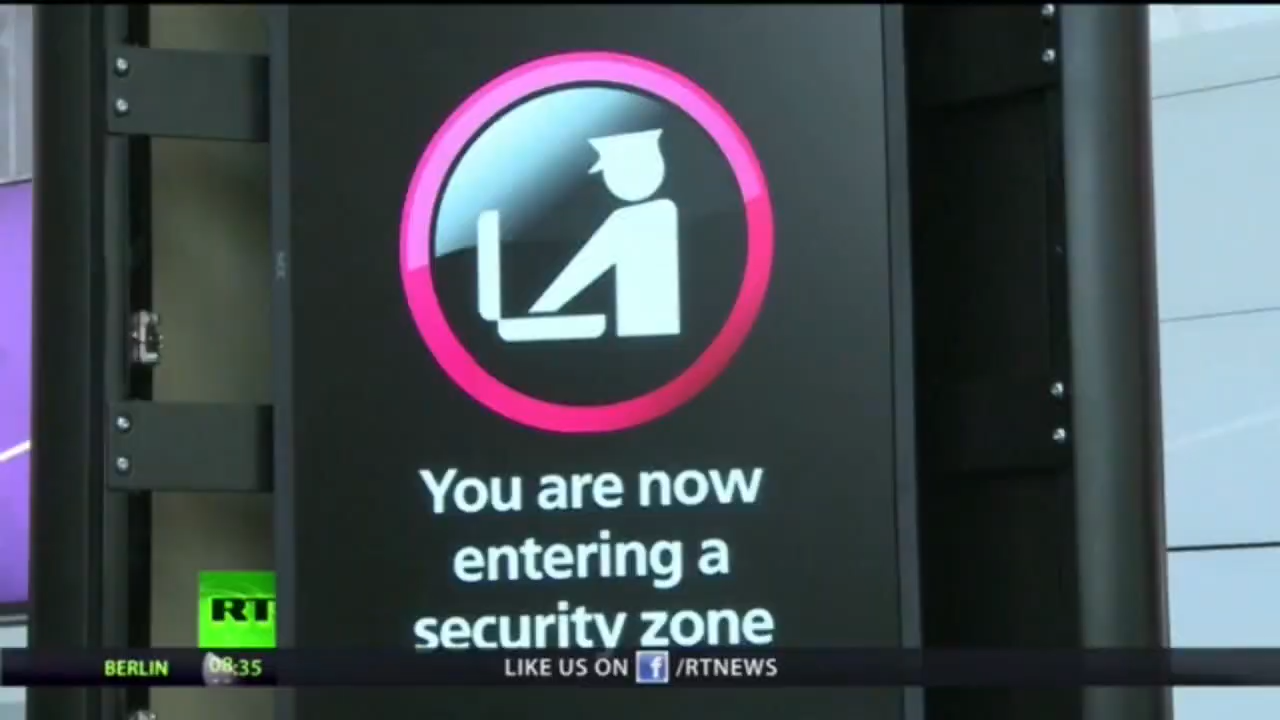 You are now
entering a
security zone
RT
BERLIN 08:35 LIKE US ON f /RTNEWS